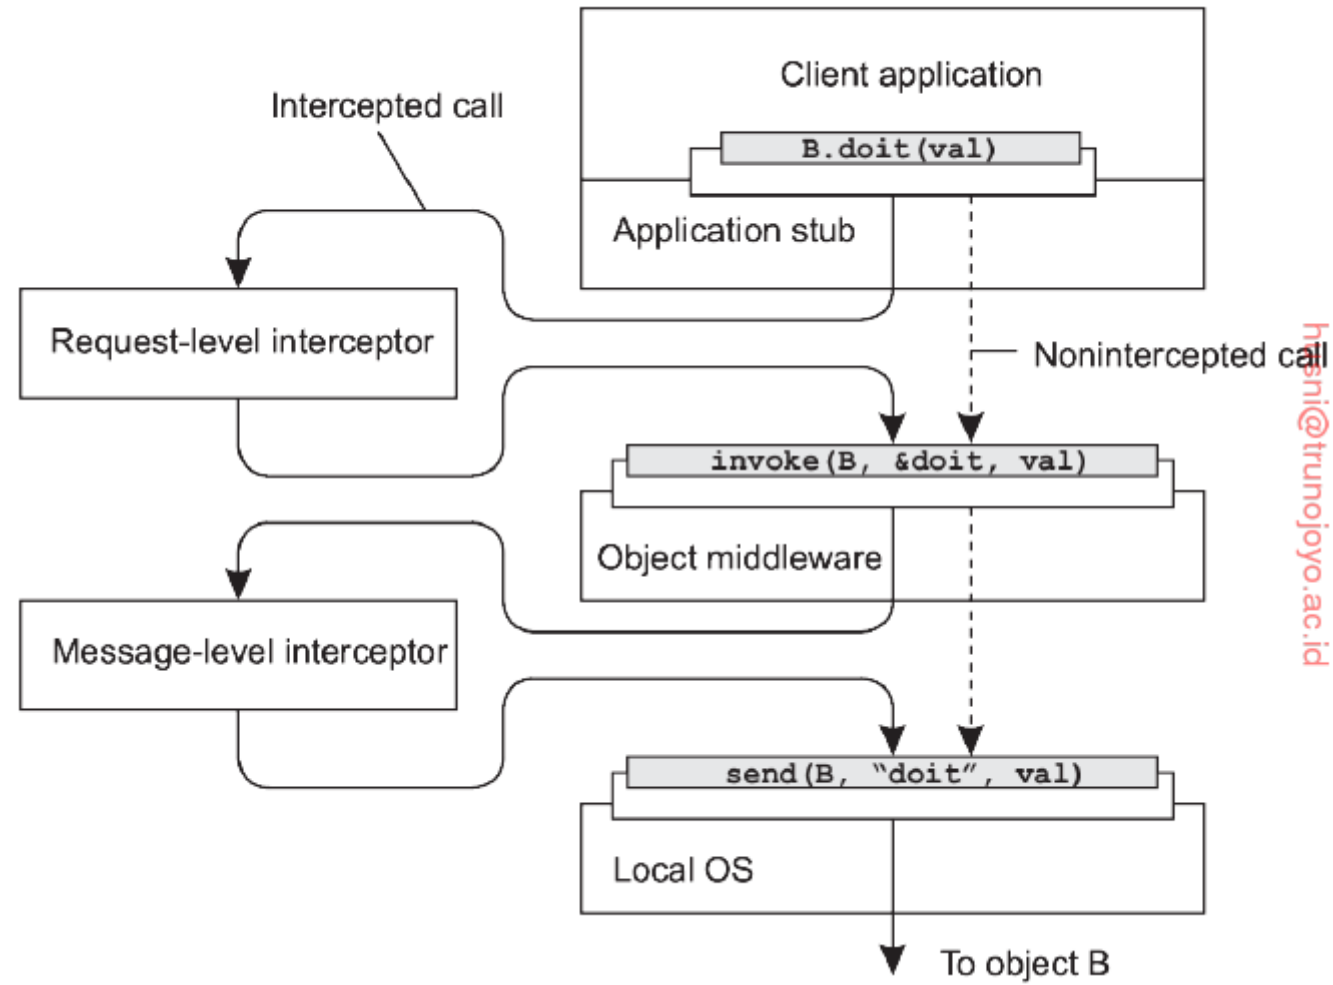 Client application
Intercepted call
B.doit(val)
Application stub
Request-level interceptor
Nonintercepted call
invoke(B, &doit, val)
Object middleware
Message-level interceptor
send(B, “doit”, val)
Local OS
To object B
husni@trunojoyo.ac.id